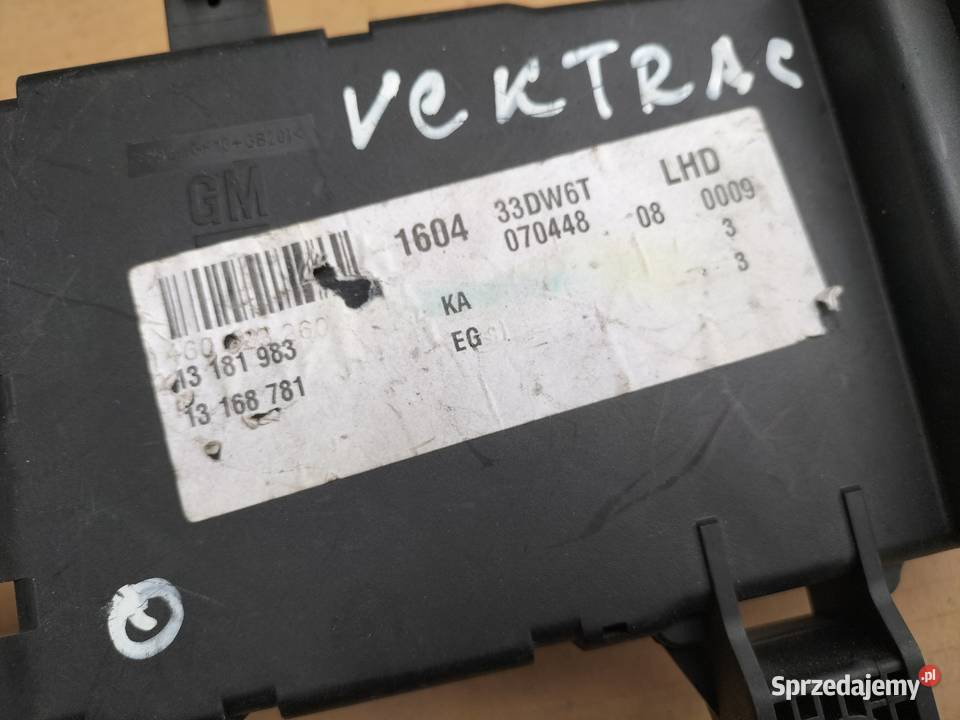 VCKTRAC
GM
1604
33DW6T
070448 08
LHD
0009
3
3
KA
EG
13 181 983
13 168 781
Sprzedajemy.pl